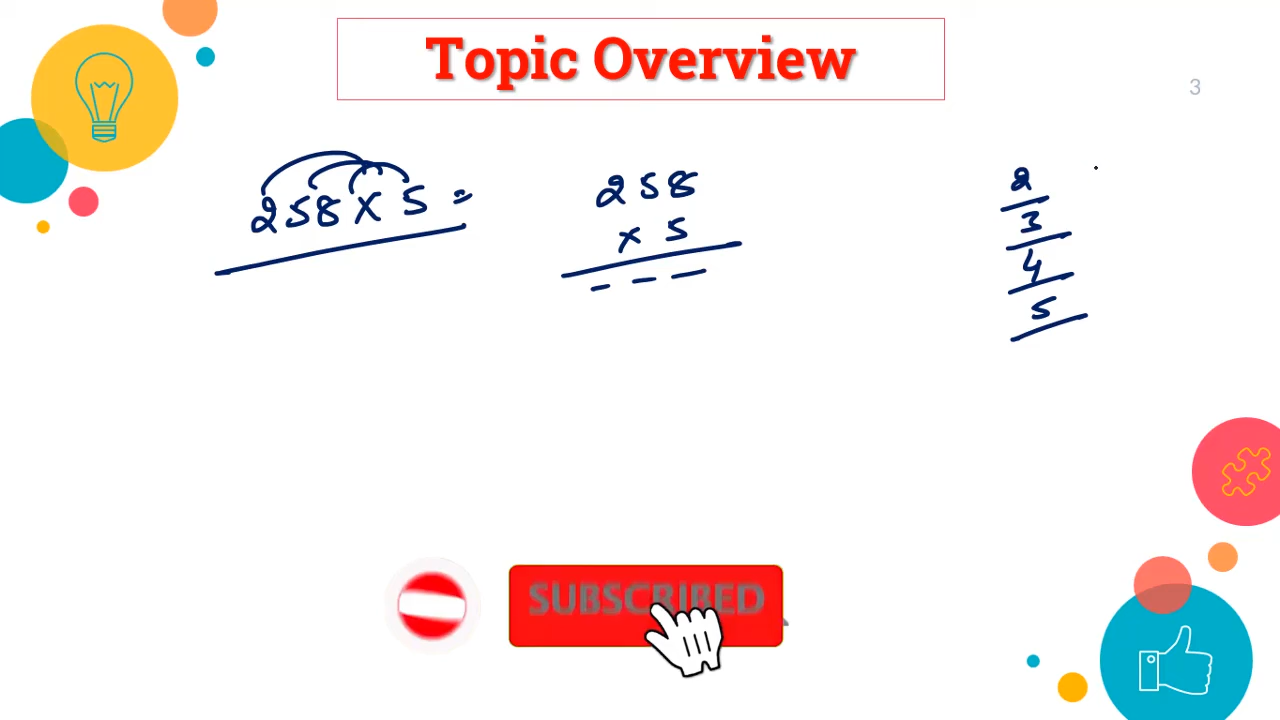 Topic Overview
3
258 × 5 =
258
× 5
_ _ _
2
3
4
5
SUBSCRIBED